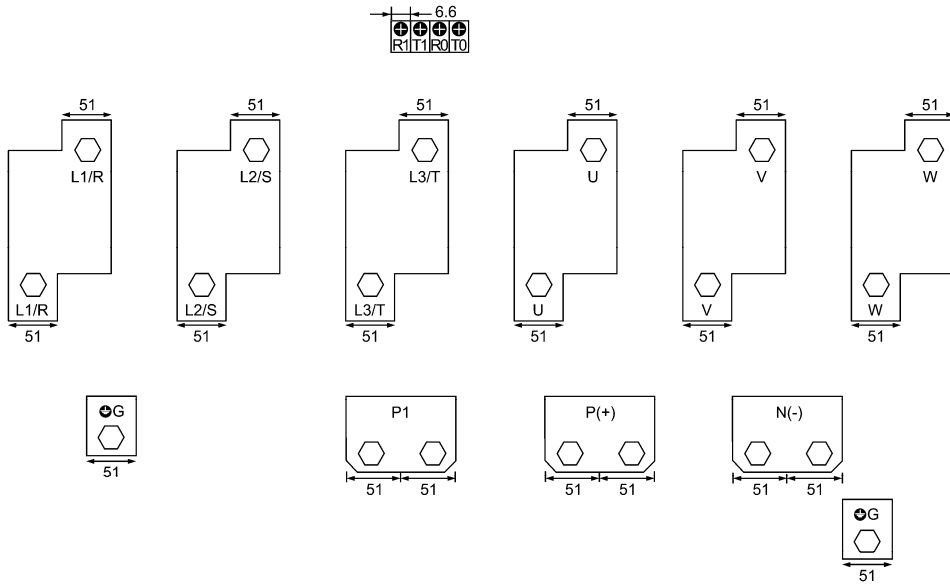 6.6
R1 T1 R0 T0
51 51 51 51 51 51
L1/R L2/S L3/T U V W
L1/R L2/S L3/T U V W
51 51 51 51 51 51
G P1 P(+) N(-)
51 51 51 51 51 51 51
G
51